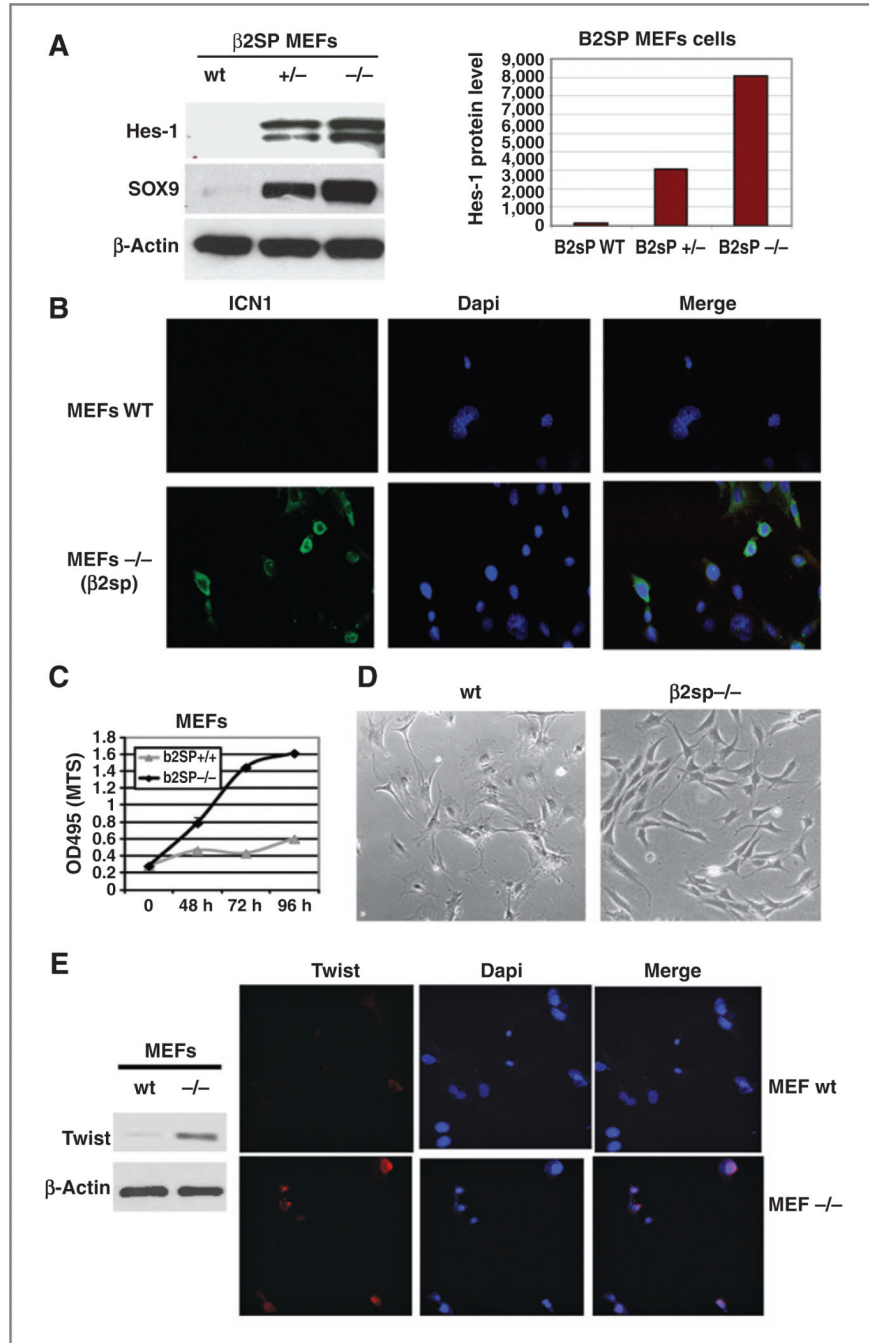 A
β2SP MEFs
wt +/– –/–
Hes-1
SOX9
β-Actin
B2SP MEFs cells
Hes-1 protein level
9,000
8,000
7,000
6,000
5,000
4,000
3,000
2,000
1,000
0
B2sP WT B2sP +/– B2sP –/–
B
ICN1 Dapi Merge
MEFs WT
MEFs –/–
(β2sp)
C
MEFs
OD495 (MTS)
1.8
1.6
1.4
1.2
1
0.8
0.6
0.4
0.2
0
b2SP+/+
b2SP–/–
0 48 h 72 h 96 h
D
wt β2sp–/–
E
MEFs
wt –/–
Twist
β-Actin
Twist Dapi Merge
MEF wt
MEF –/–